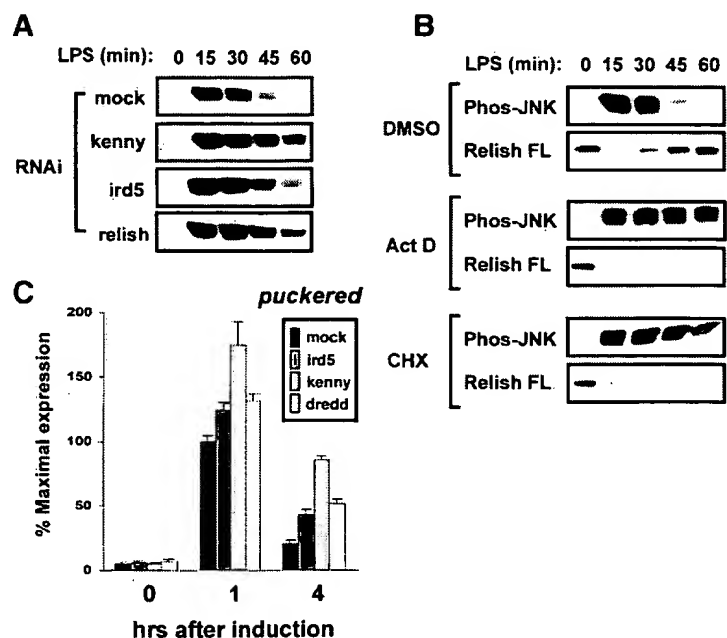 A
LPS (min): 0 15 30 45 60
RNAi
mock
kenny
ird5
relish
B
LPS (min): 0 15 30 45 60
DMSO
Phos-JNK
Relish FL
Act D
Phos-JNK
Relish FL
CHX
Phos-JNK
Relish FL
C
puckered
mock
ird5
kenny
dredd
% Maximal expression
200
150
100
50
0
0 1 4
hrs after induction